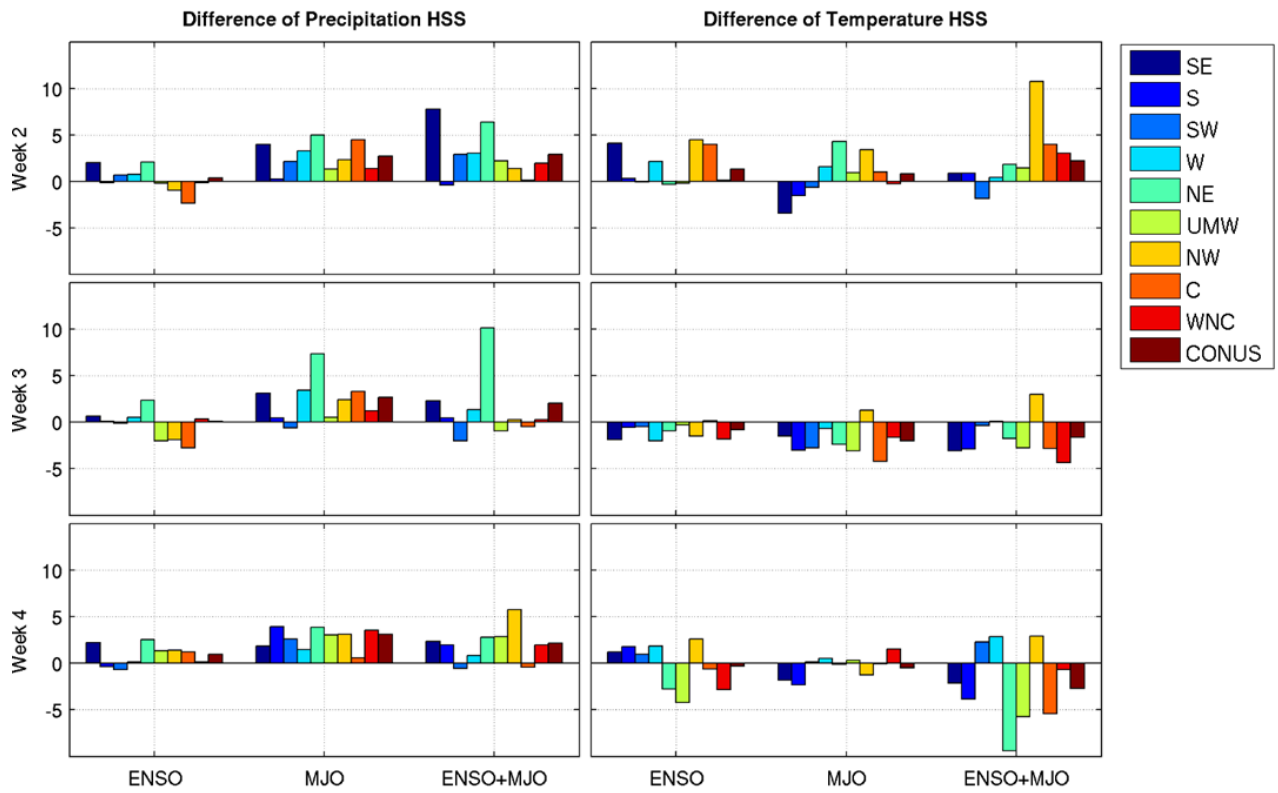 Difference of Precipitation HSS
Difference of Temperature HSS
Week 2
10
5
0
-5
Week 3
10
5
0
-5
Week 4
10
5
0
-5
ENSO
MJO
ENSO+MJO
ENSO
MJO
ENSO+MJO
SE
S
SW
W
NE
UMW
NW
C
WNC
CONUS